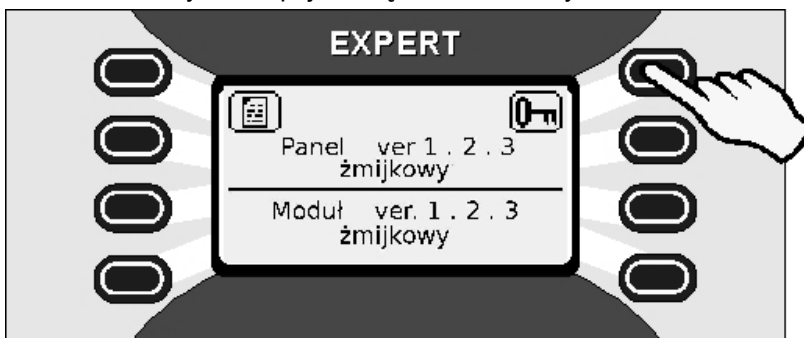 EXPERT
Panel ver 1 . 2 . 3
żmijkowy
Moduł ver. 1 . 2 . 3
żmijkowy